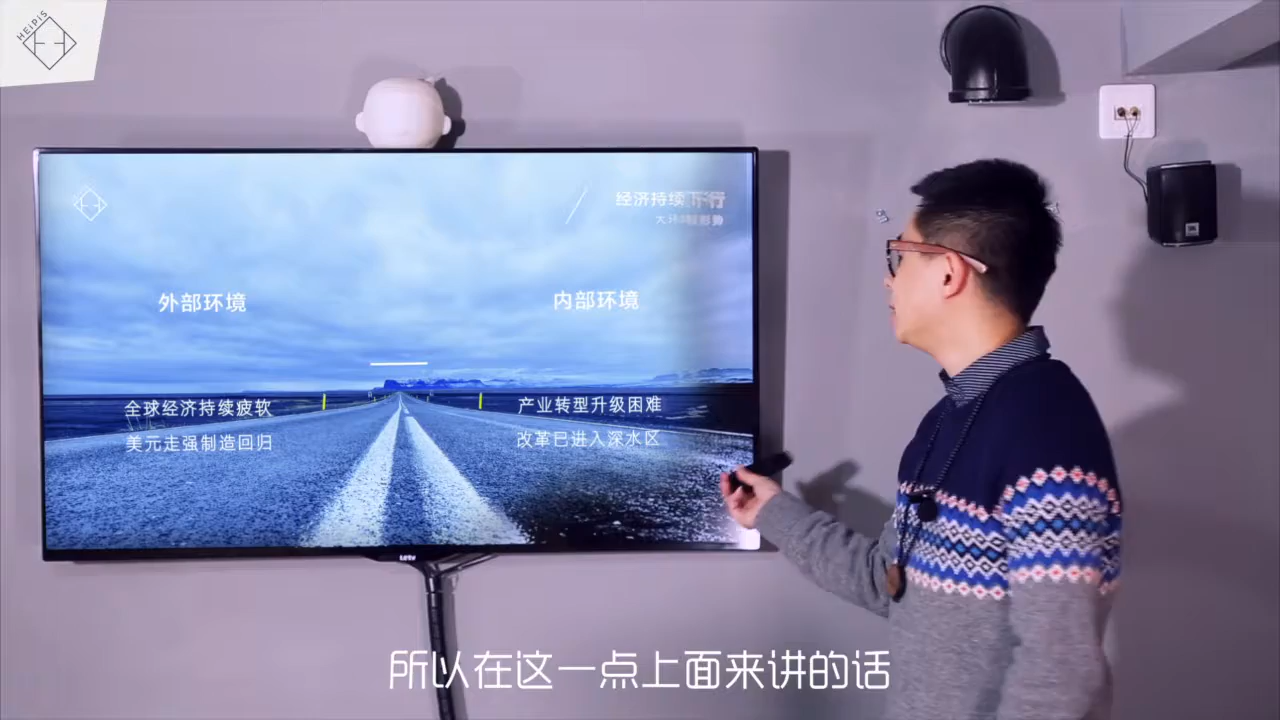 HEIPIS
经济持续下行
外部环境
内部环境
全球经济持续疲软
美元走强制造回归
产业转型升级困难
改革已进入深水区
Letv
JBL
所以在这一点上面来讲的话